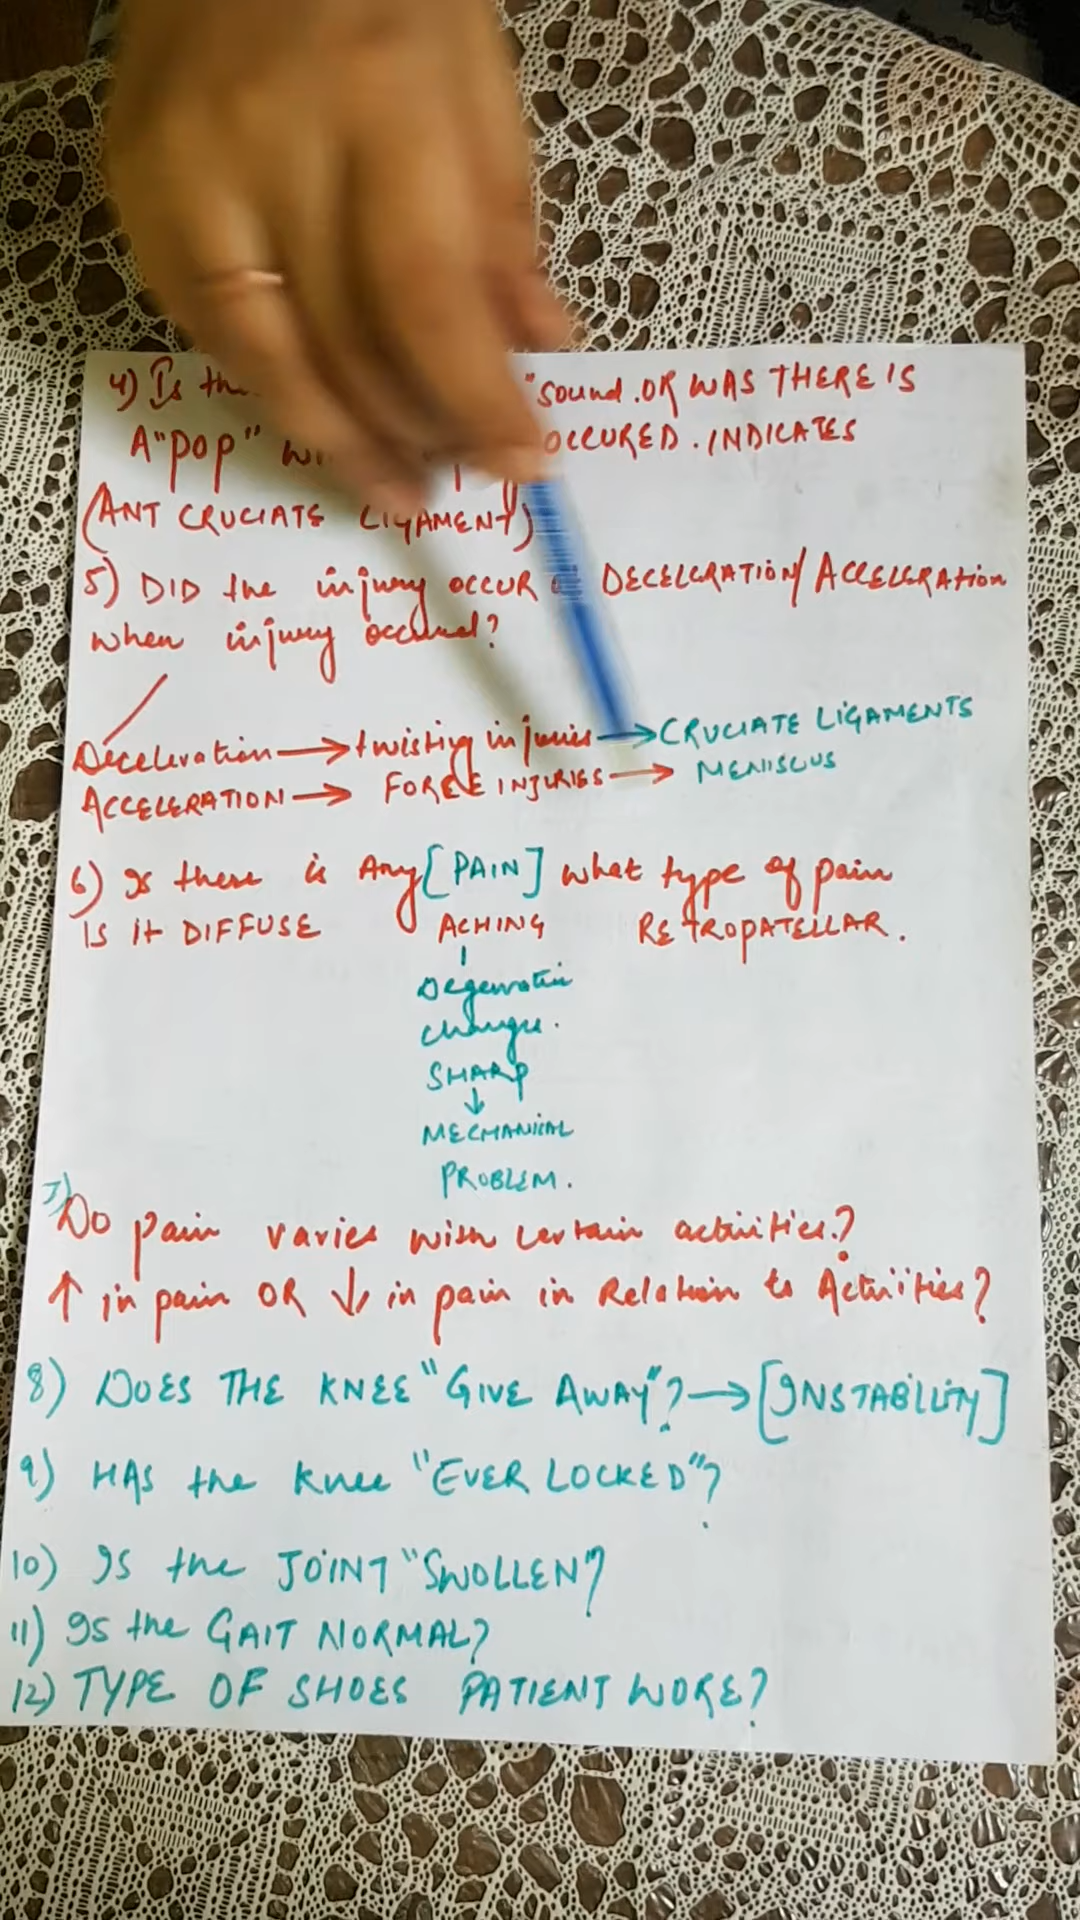 4) Is the "sound. OR WAS THERE IS
A "POP" OCCURED. INDICATES
(ANT CRUCIATE LIGAMENT)
5) DID the injury OCCUR DECELERATION/ACCELERATION
when injury occured?
Deceleration → twisting injuries → CRUCIATE LIGAMENTS
ACCELERATION → FORCE INJURIES → MENISCUS
6) Is there is Any [PAIN] what type of pain
IS it DIFFUSE ACHING RETROPATELLAR.
Degenratic
changes.
SHARP
↓
MECHANICAL
PROBLEM.
7) Do pain varies with certain activities?
↑ in pain OR ↓ in pain in Relation to Activities?
8) DOES THE KNEE "GIVE AWAY"? → [INSTABILITY]
9) HAS the knee "EVER LOCKED"?
10) IS the JOINT "SWOLLEN"?
11) IS the GAIT NORMAL?
12) TYPE OF SHOES PATIENT WORE?